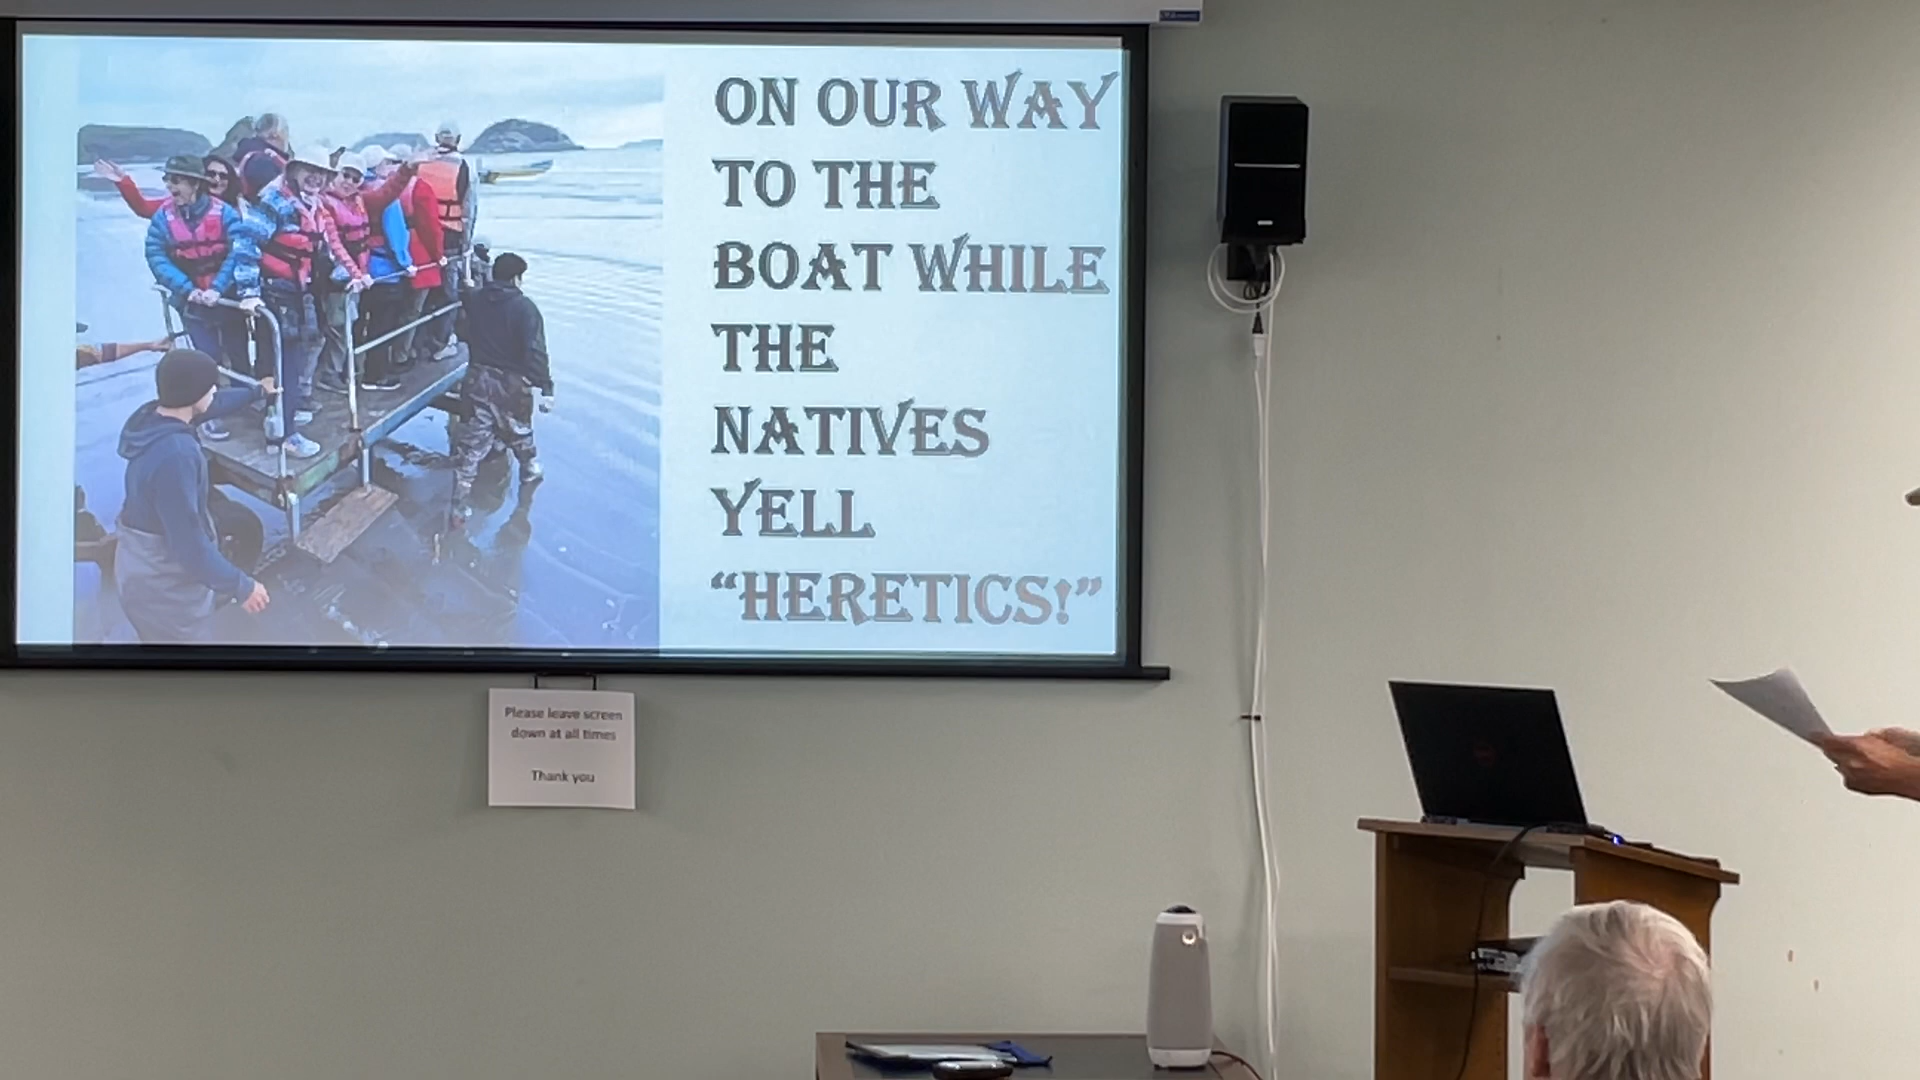 ON OUR WAY
TO THE
BOAT WHILE
THE
NATIVES
YELL
“HERETICS!”
Please leave screen
down at all times
Thank you